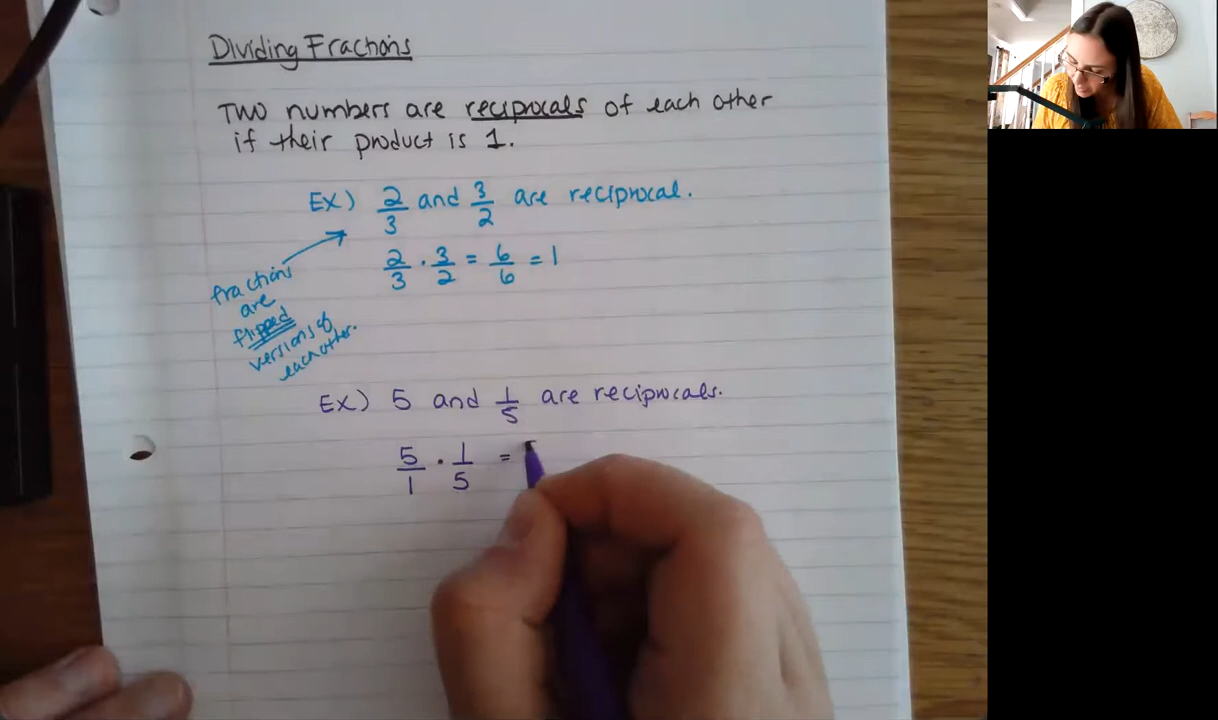 Dividing Fractions
Two numbers are reciprocals of each other
if their product is 1.
Ex) 2/3 and 3/2 are reciprocal.
2/3 · 3/2 = 6/6 = 1
fractions
are
flipped
versions of
each other.
Ex) 5 and 1/5 are reciprocals.
5/1 · 1/5 =